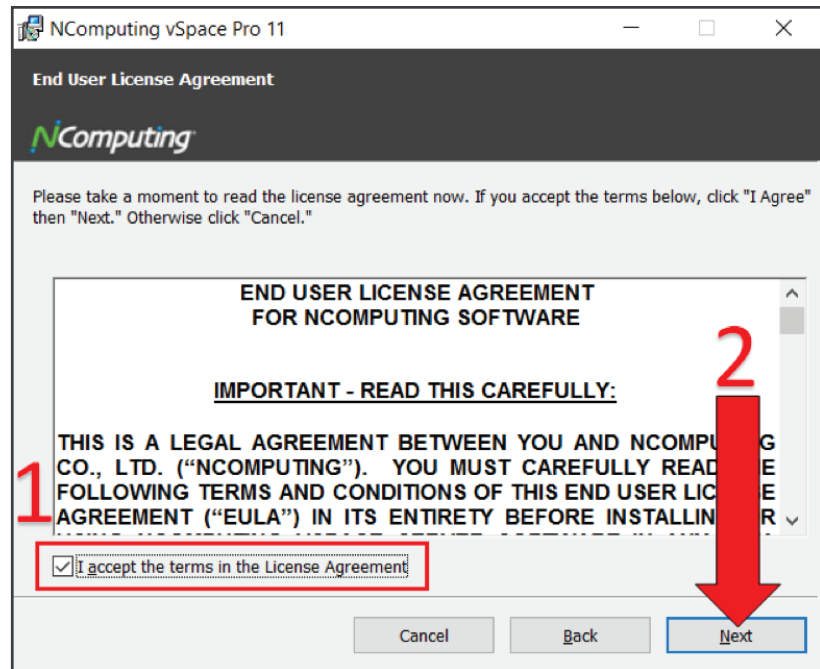 NComputing vSpace Pro 11
End User License Agreement
NComputing
Please take a moment to read the license agreement now. If you accept the terms below, click "I Agree"
then "Next." Otherwise click "Cancel."
END USER LICENSE AGREEMENT
FOR NCOMPUTING SOFTWARE
IMPORTANT - READ THIS CAREFULLY:
THIS IS A LEGAL AGREEMENT BETWEEN YOU AND
CO., LTD. (“NCOMPUTING”). YOU MUST CAREFULLY READ
FOLLOWING TERMS AND CONDITIONS OF THIS END USER
AGREEMENT (“EULA”) IN ITS ENTIRETY BEFORE
1
2
I accept the terms in the License Agreement
Cancel
Back
Next